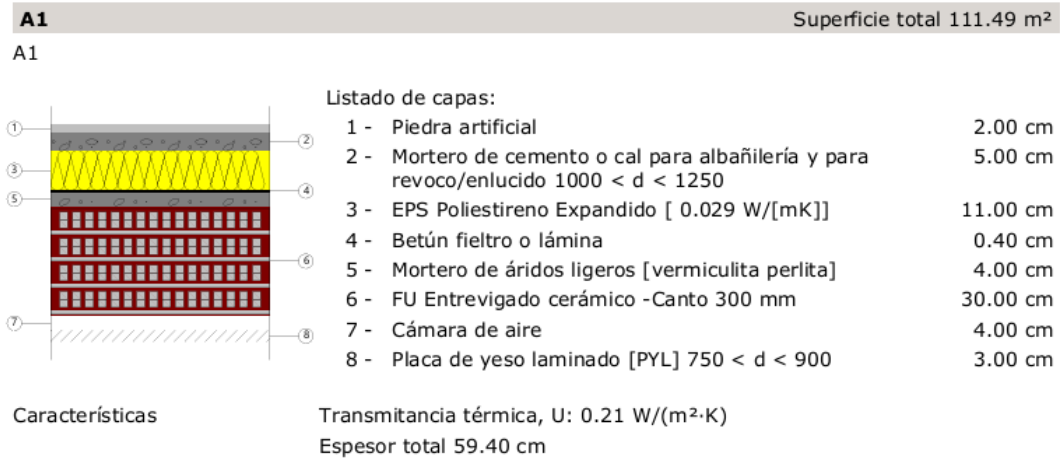 A1 Superficie total 111.49 m²
A1
Listado de capas:
1 - Piedra artificial 2.00 cm
2 - Mortero de cemento o cal para albañilería y para 5.00 cm
revoco/enlucido 1000 < d < 1250
3 - EPS Poliestireno Expandido [ 0.029 W/[mK]] 11.00 cm
4 - Betún fieltro o lámina 0.40 cm
5 - Mortero de áridos ligeros [vermiculita perlita] 4.00 cm
6 - FU Entrevigado cerámico -Canto 300 mm 30.00 cm
7 - Cámara de aire 4.00 cm
8 - Placa de yeso laminado [PYL] 750 < d < 900 3.00 cm
1
2
3
4
5
6
7
8
Características Transmitancia térmica, U: 0.21 W/(m²·K)
Espesor total 59.40 cm